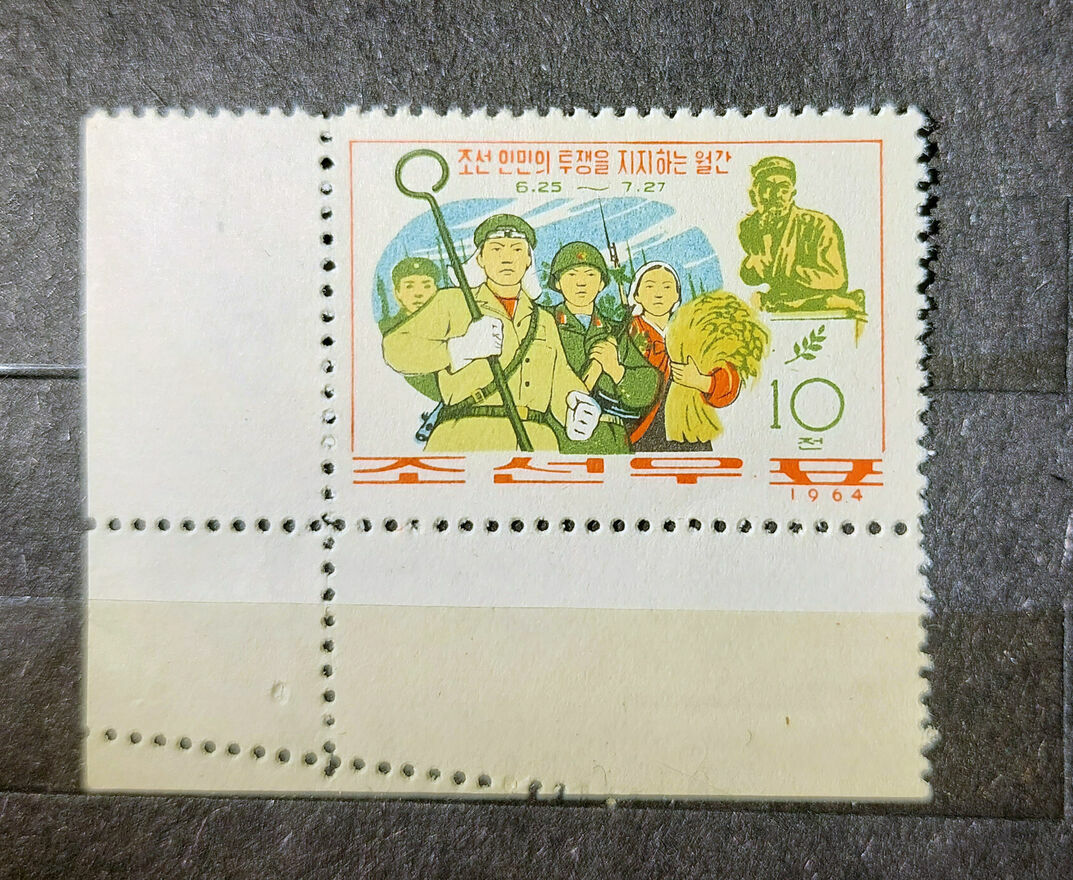 조선 인민의 투쟁을 지지하는 월간
6.25 ~ 7.27
10
전
조선우표
1964